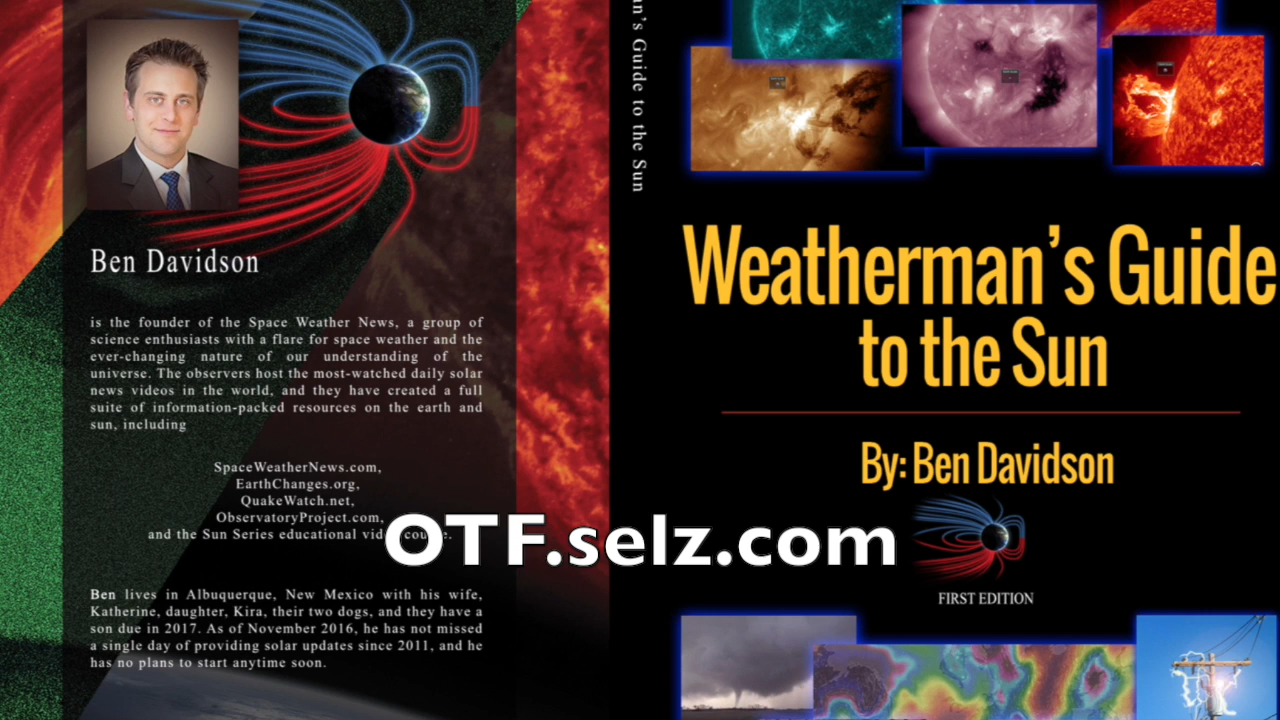 Ben Davidson
is the founder of the Space Weather News, a group of
science enthusiasts with a flare for space weather and the
ever-changing nature of our understanding of the
universe. The observers host the most-watched daily solar
news videos in the world, and they have created a full
suite of information-packed resources on the earth and
sun, including
SpaceWeatherNews.com,
EarthChanges.org,
QuakeWatch.net,
ObservatoryProject.com,
and the Sun Series educational video course.
Ben lives in Albuquerque, New Mexico with his wife,
Katherine, daughter, Kira, their two dogs, and they have a
son due in 2017. As of November 2016, he has not missed
a single day of providing solar updates since 2011, and he
has no plans to start anytime soon.
n's Guide to the Sun
Weatherman's Guide
to the Sun
By: Ben Davidson
FIRST EDITION
OTF.selz.com